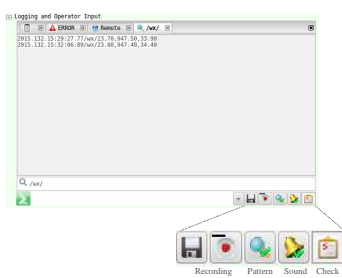 Logging and Operator Input
ERROR Remote /wx/
2015.132.15:29:27.77/wx/23.70,947.50,33.90
2015.132.15:32:06.89/wx/23.80,947.40,34.40
/wx/
Recording Pattern Sound Check